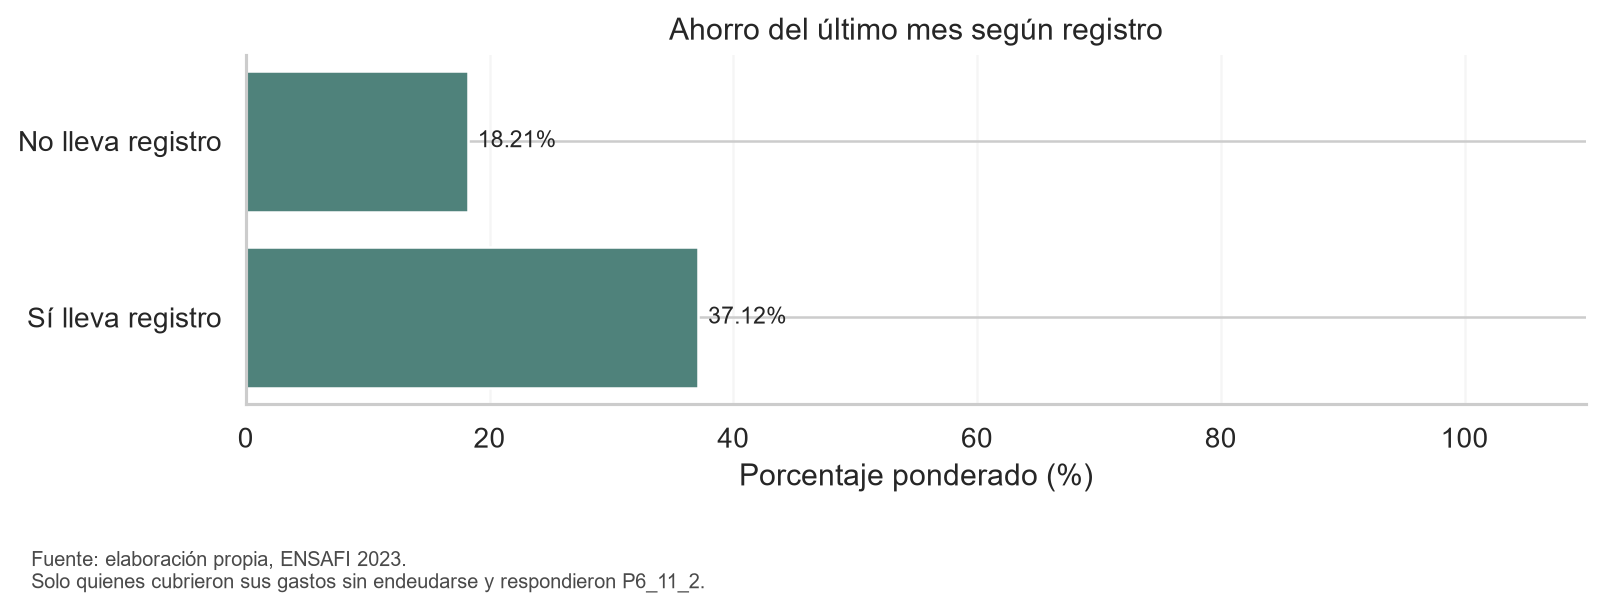 Ahorro del último mes según registro
No lleva registro
18.21%
Sí lleva registro
37.12%
0 20 40 60 80 100
Porcentaje ponderado (%)
Fuente: elaboración propia, ENSAFI 2023.
Solo quienes cubrieron sus gastos sin endeudarse y respondieron P6_11_2.